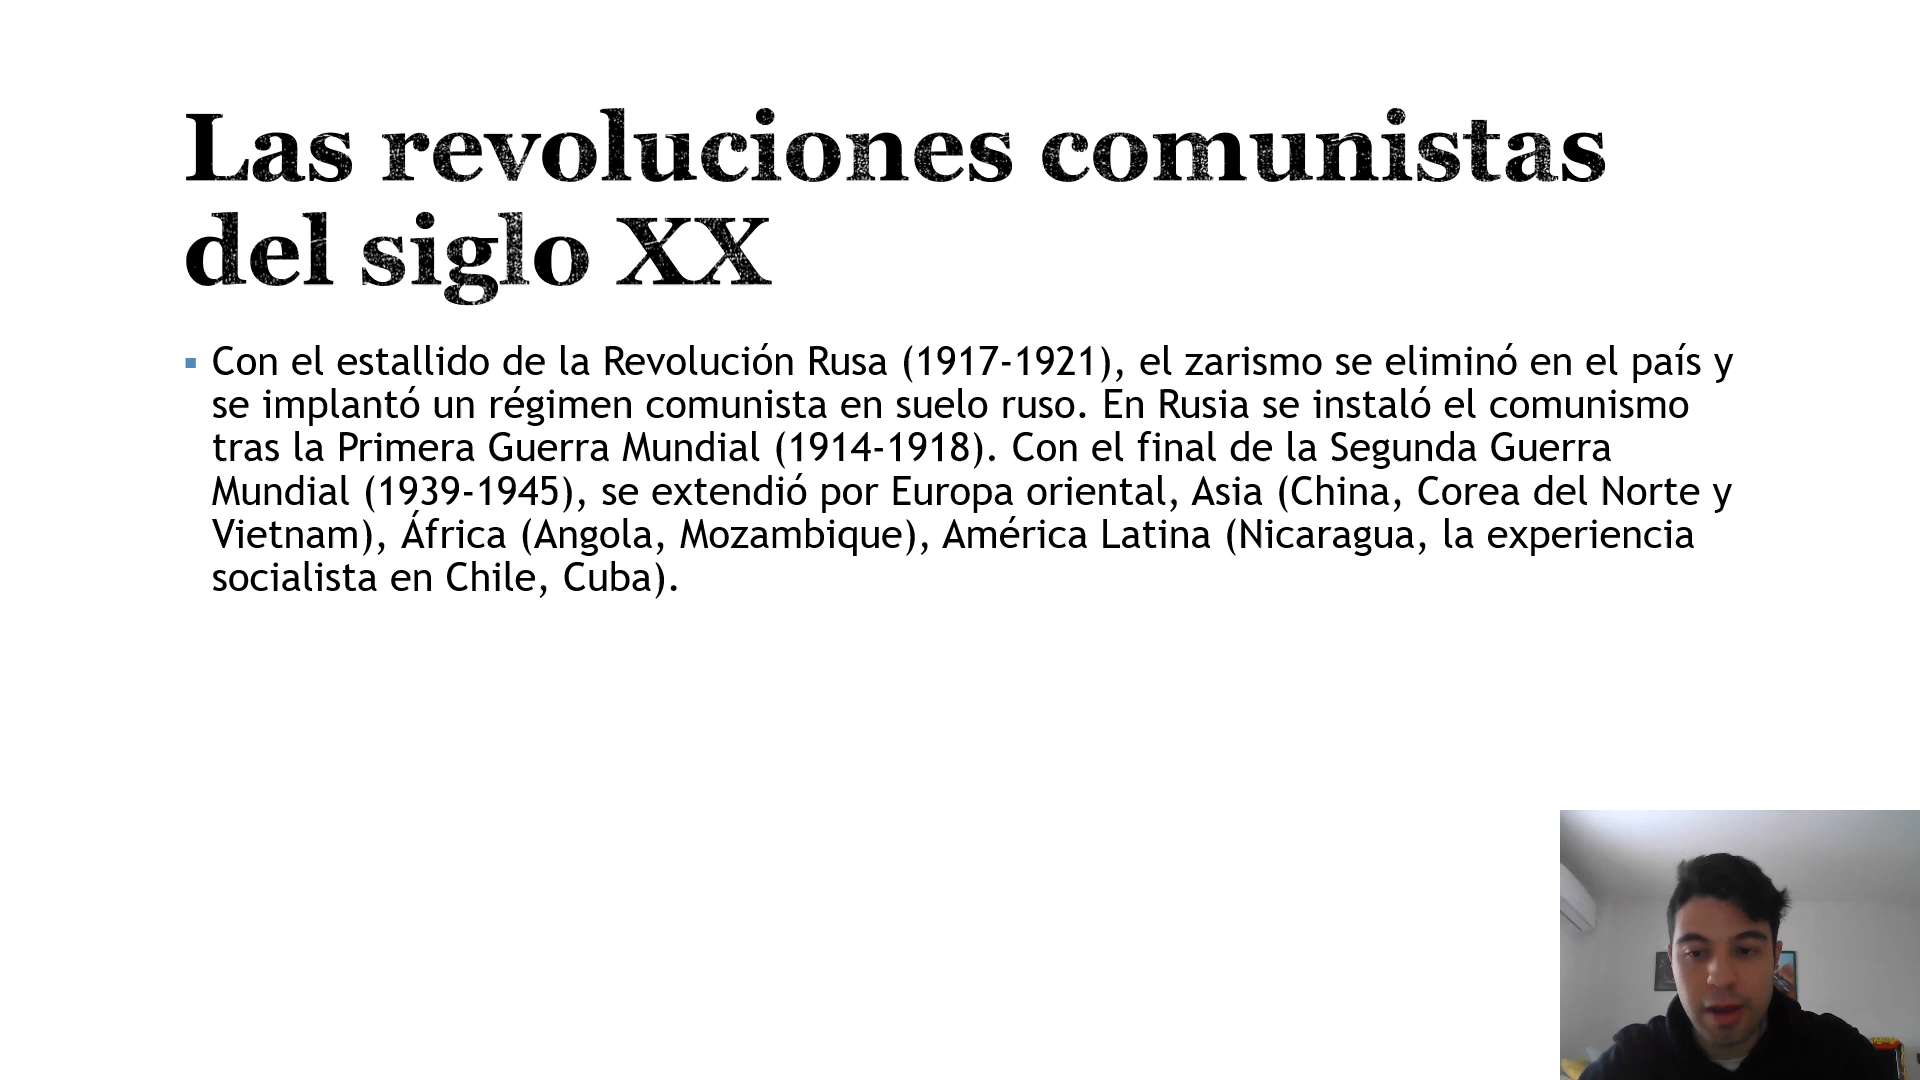 Las revoluciones comunistas
del siglo XX
Con el estallido de la Revolución Rusa (1917-1921), el zarismo se eliminó en el país y
se implantó un régimen comunista en suelo ruso. En Rusia se instaló el comunismo
tras la Primera Guerra Mundial (1914-1918). Con el final de la Segunda Guerra
Mundial (1939-1945), se extendió por Europa oriental, Asia (China, Corea del Norte y
Vietnam), África (Angola, Mozambique), América Latina (Nicaragua, la experiencia
socialista en Chile, Cuba).